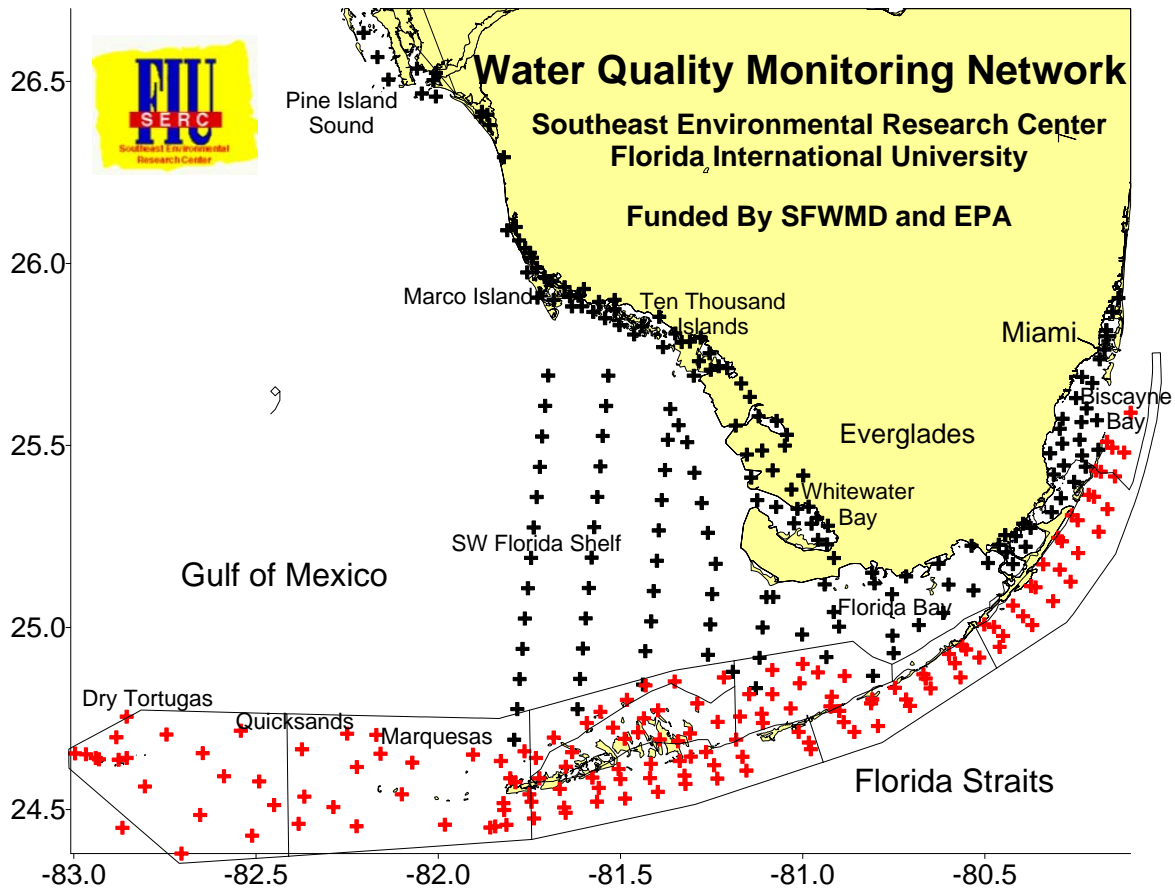 FIU
SERC
Southeast Environmental
Research Center
Water Quality Monitoring Network
Southeast Environmental Research Center
Florida International University
Funded By SFWMD and EPA
Pine Island
Sound
Marco Island
Ten Thousand
Islands
Miami
Biscayne
Bay
Everglades
Whitewater
Bay
SW Florida Shelf
Gulf of Mexico
Florida Bay
Dry Tortugas
Quicksands
Marquesas
Florida Straits
26.5
26.0
25.5
25.0
24.5
-83.0
-82.5
-82.0
-81.5
-81.0
-80.5